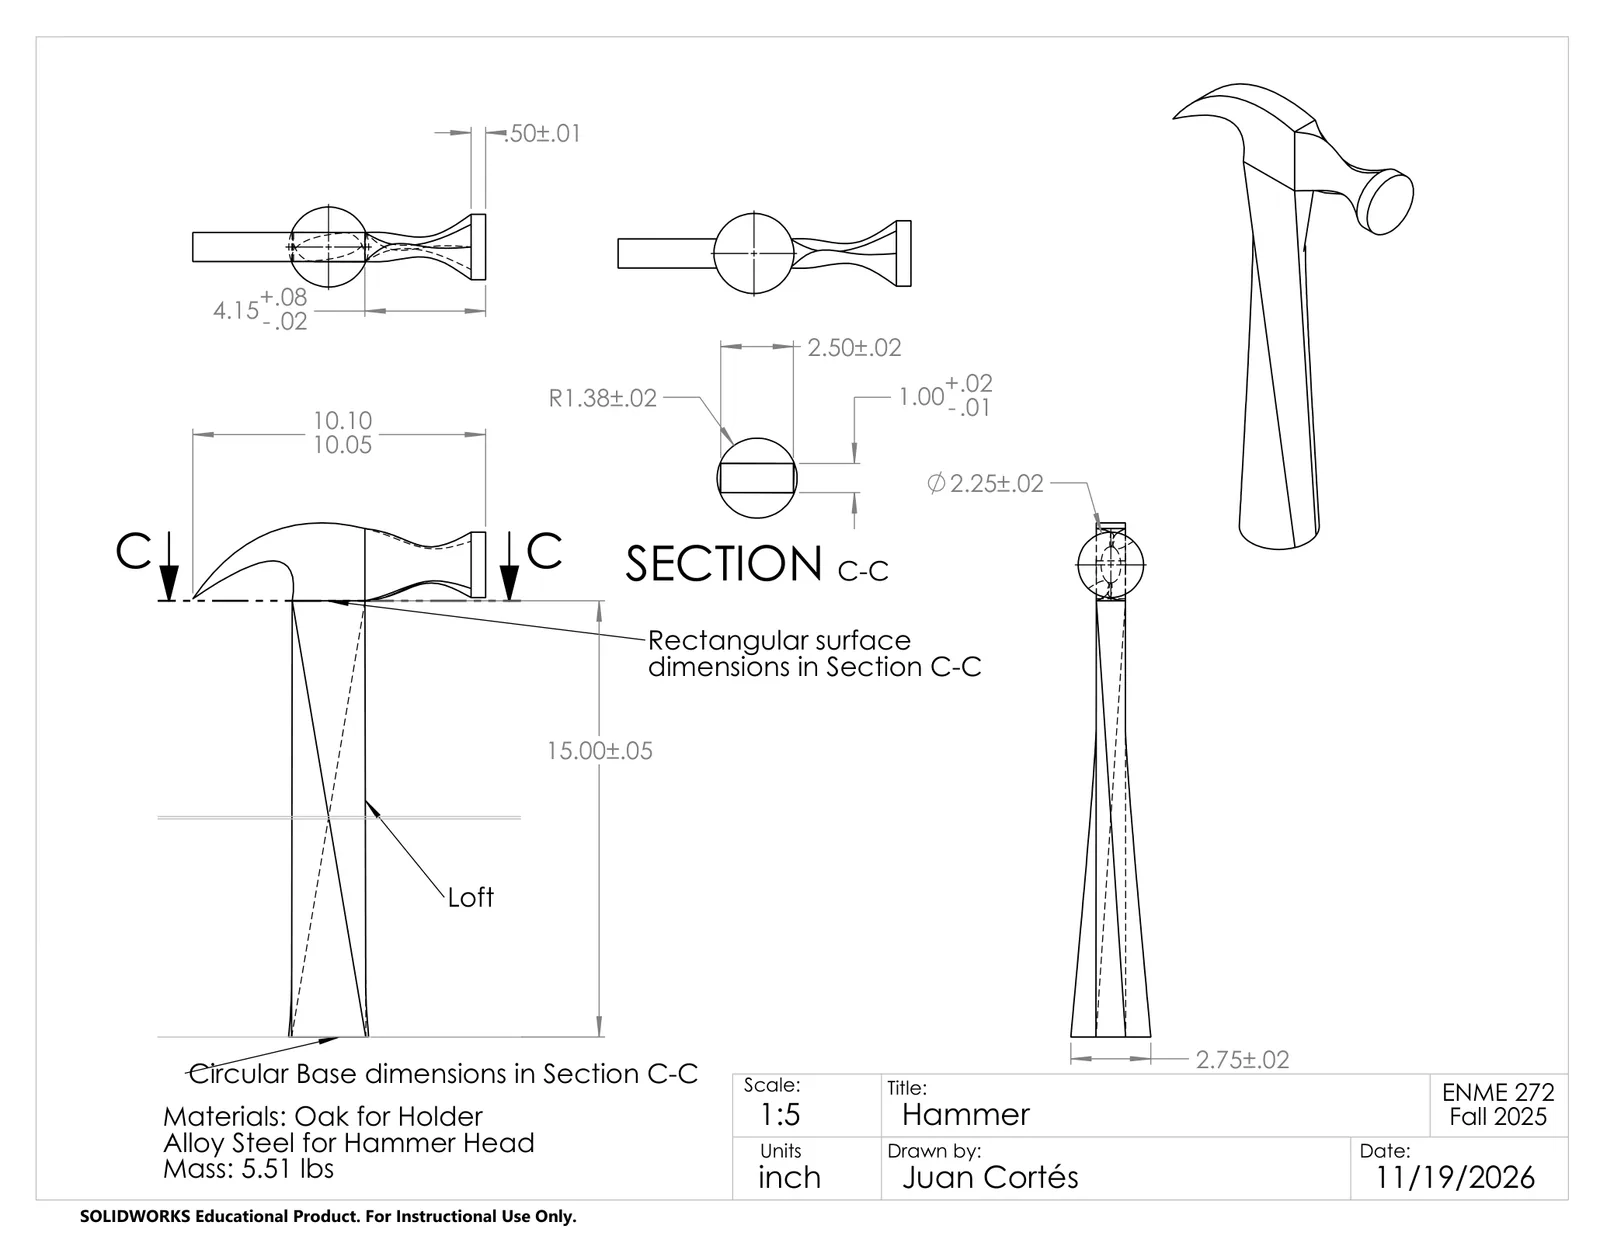 .50±.01
4.15+.08
-.02
2.50±.02
R1.38±.02
1.00+.02
-.01
10.10
10.05
⌀2.25±.02
C
C
SECTION C-C
Rectangular surface
dimensions in Section C-C
15.00±.05
Loft
Circular Base dimensions in Section C-C
2.75±.02
Materials: Oak for Holder
Alloy Steel for Hammer Head
Mass: 5.51 lbs
Scale:
1:5
Title:
Hammer
ENME 272
Fall 2025
Units
inch
Drawn by:
Juan Cortés
Date:
11/19/2026
SOLIDWORKS Educational Product. For Instructional Use Only.